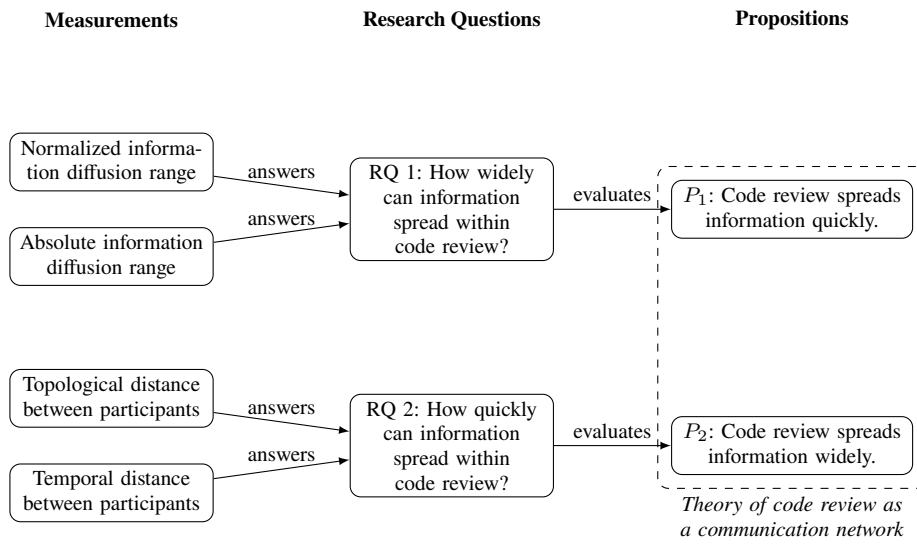 Measurements
Research Questions
Propositions
Normalized informa-
tion diffusion range
Absolute information
diffusion range
answers
answers
RQ 1: How widely
can information
spread within
code review?
evaluates
P1: Code review spreads
information quickly.
Topological distance
between participants
Temporal distance
between participants
answers
answers
RQ 2: How quickly
can information
spread within
code review?
evaluates
P2: Code review spreads
information widely.
Theory of code review as
a communication network